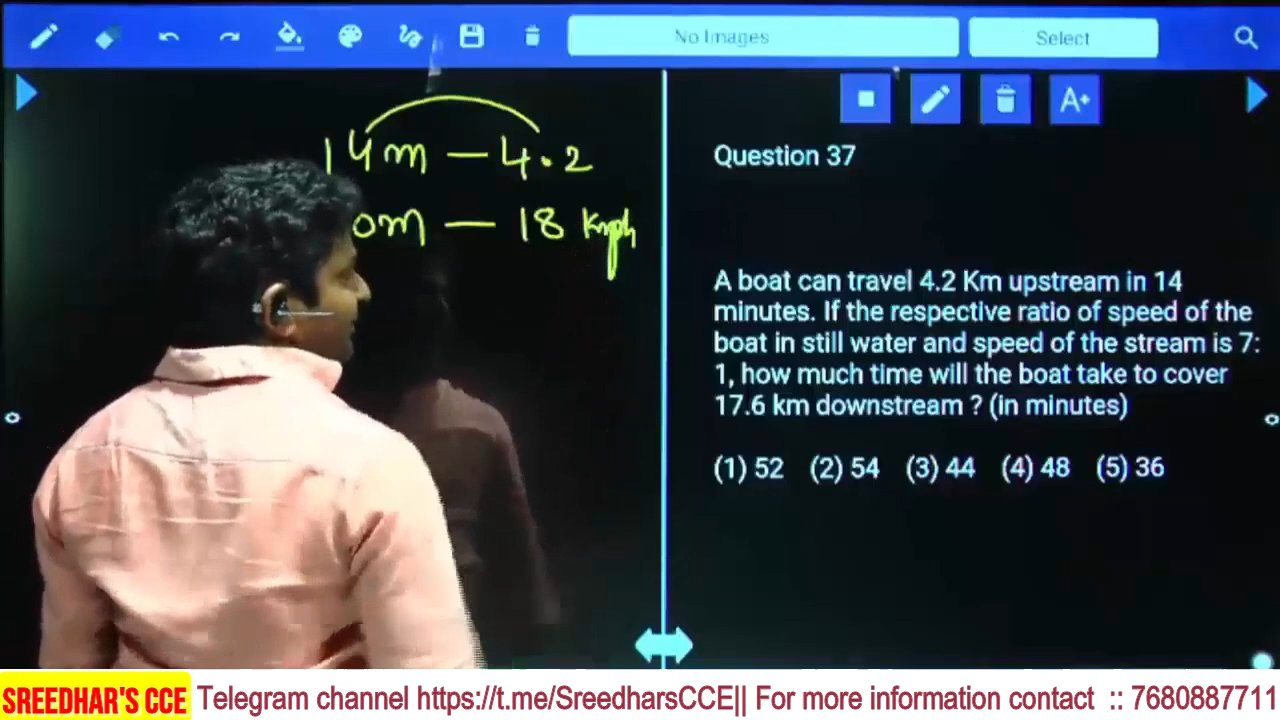 No Images
Select
A+
14m — 4.2
0m — 18 Kmph
Question 37
A boat can travel 4.2 Km upstream in 14
minutes. If the respective ratio of speed of the
boat in still water and speed of the stream is 7:
1, how much time will the boat take to cover
17.6 km downstream ? (in minutes)
(1) 52 (2) 54 (3) 44 (4) 48 (5) 36
SREEDHAR'S CCE Telegram channel https://t.me/SreedharsCCE|| For more information contact :: 7680887711